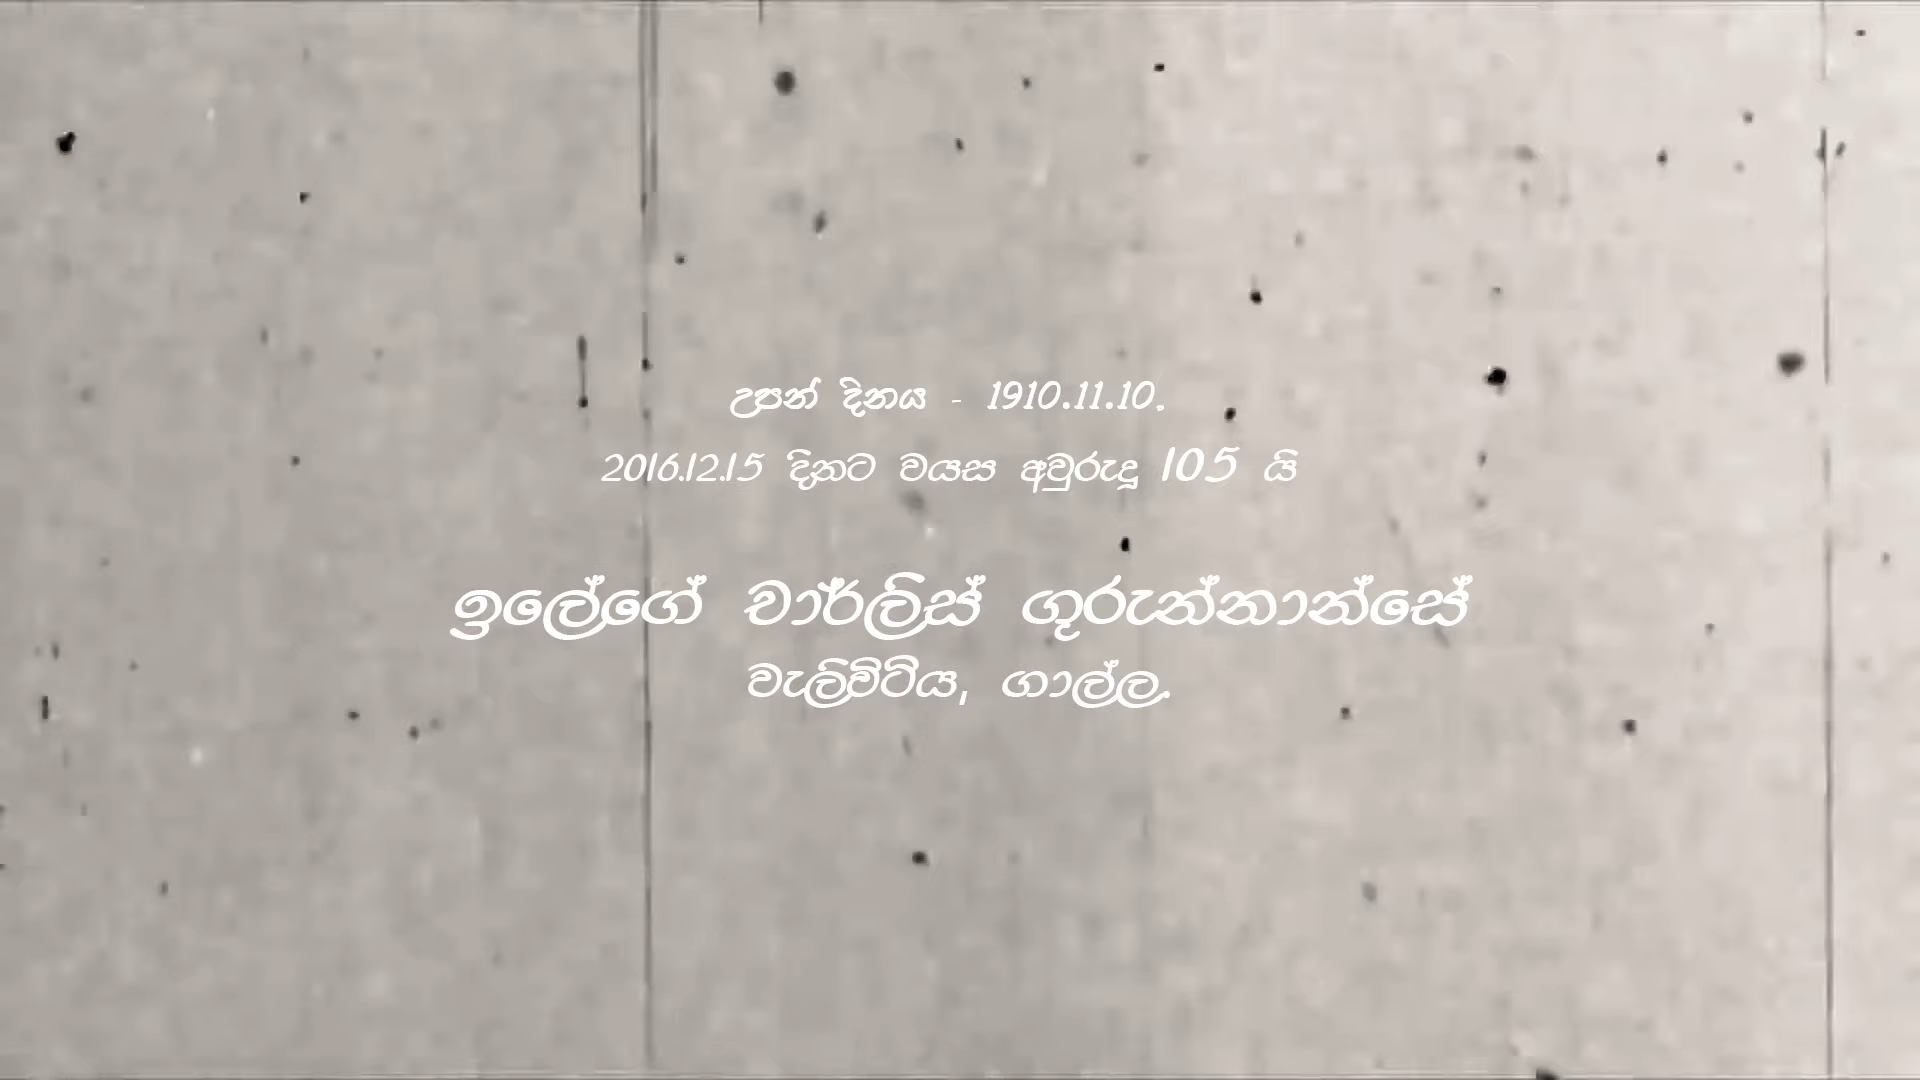 උපන් දිනය - 1910.11.10.
2016.12.15 දිනට වයස අවුරුදු 105 යි
ඉලේගේ චාර්ලිස් ගුරුන්නාන්සේ
වැලිවිටිය, ගාල්ල.